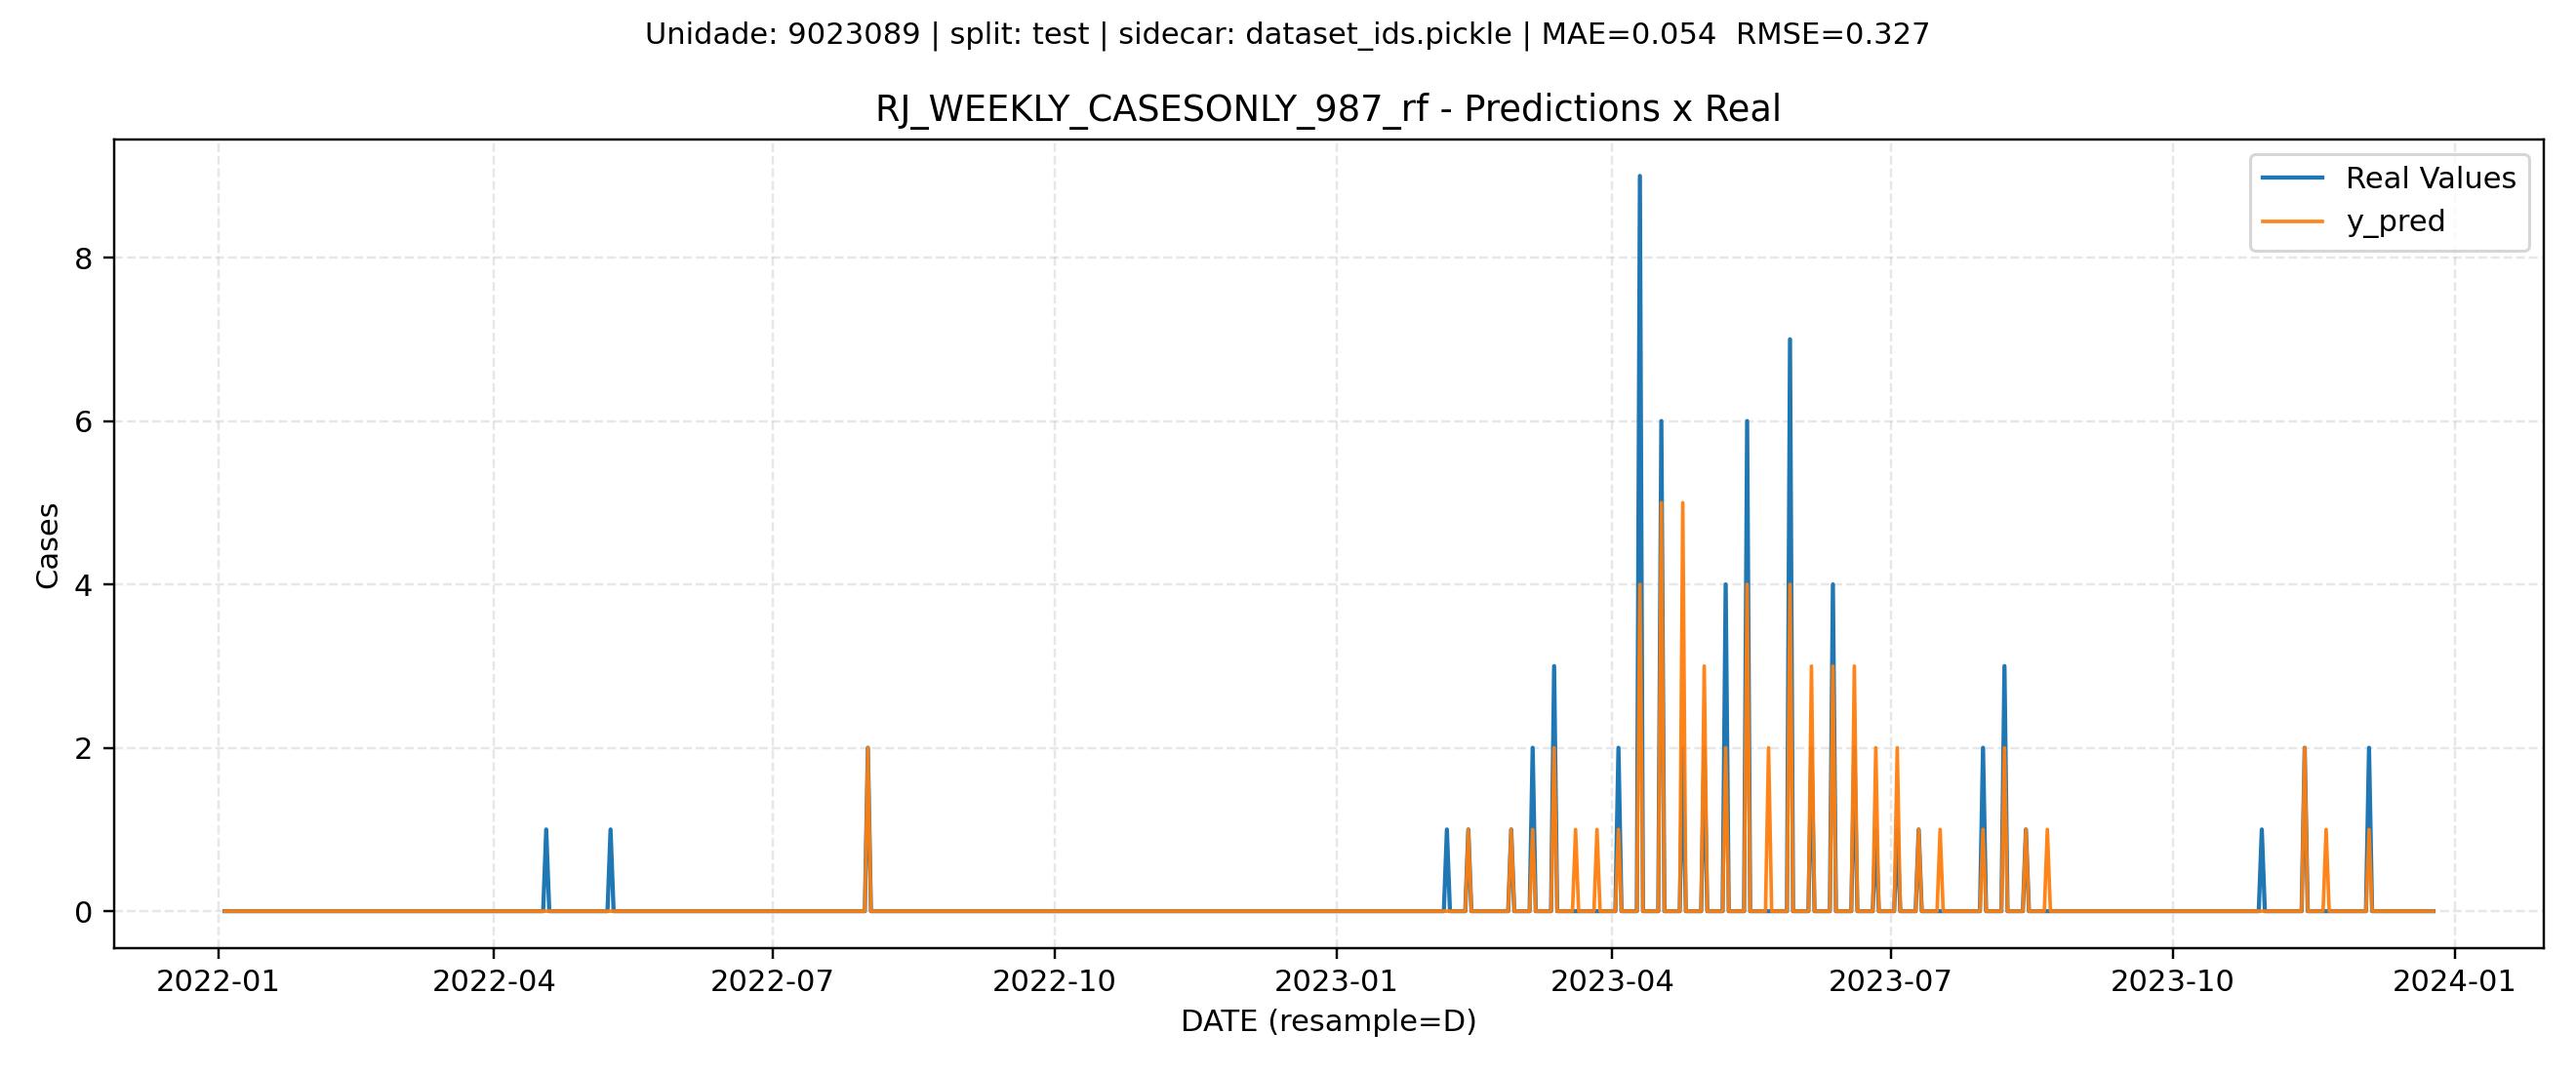 Unidade: 9023089 | split: test | sidecar: dataset_ids.pickle | MAE=0.054  RMSE=0.327
RJ_WEEKLY_CASESONLY_987_rf - Predictions x Real
Real Values
y_pred
Cases
8
6
4
2
0
2022-01
2022-04
2022-07
2022-10
2023-01
2023-04
2023-07
2023-10
2024-01
DATE (resample=D)